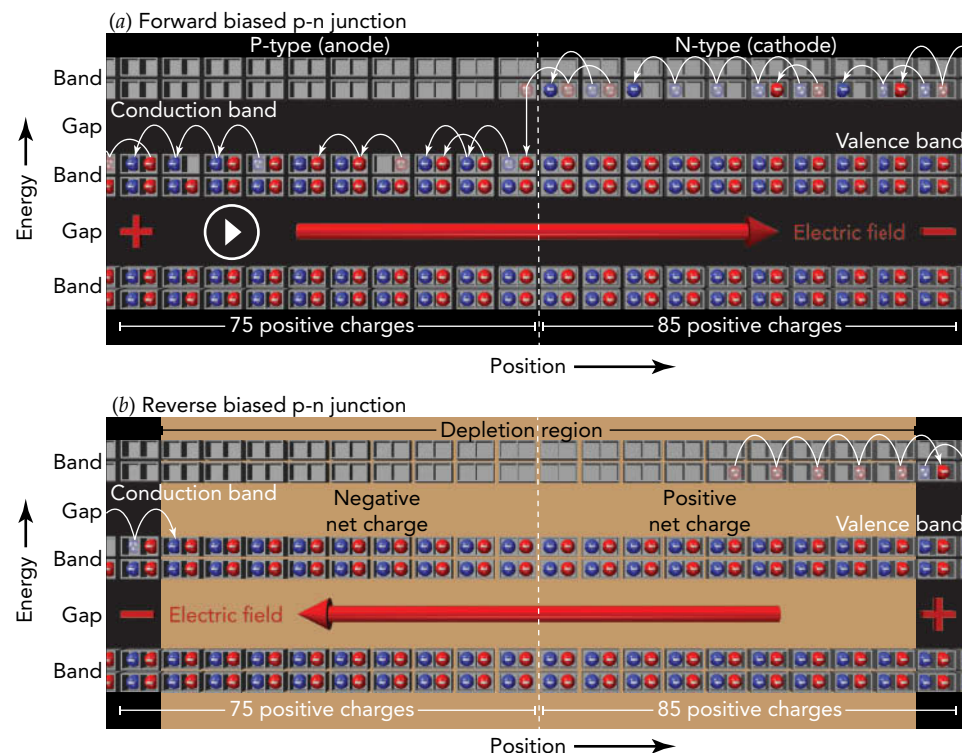 (a) Forward biased p-n junction
P-type (anode)
N-type (cathode)
Band
Conduction band
Gap
Valence band
Band
Energy
Gap
+
Electric field
−
Band
75 positive charges
85 positive charges
Position
(b) Reverse biased p-n junction
Depletion region
Band
Conduction band
Negative
net charge
Positive
net charge
Gap
Valence band
Band
Energy
Gap
−
Electric field
+
Band
75 positive charges
85 positive charges
Position